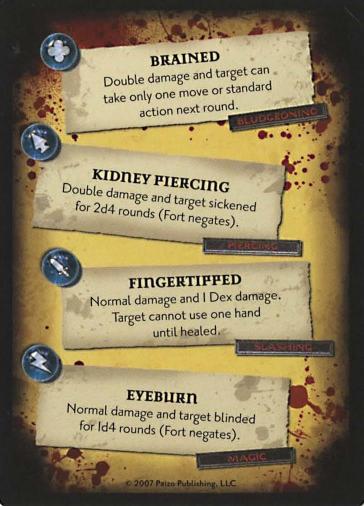 BRAINED
Double damage and target can
take only one move or standard
action next round.
BLUDGEONING
KIDNEY PIERCING
Double damage and target sickened
for 2d4 rounds (Fort negates).
PIERCING
FINGERTIPPED
Normal damage and 1 Dex damage.
Target cannot use one hand
until healed.
SLASHING
EYEBURN
Normal damage and target blinded
for 1d4 rounds (Fort negates).
MAGIC
© 2007 Paizo Publishing, LLC